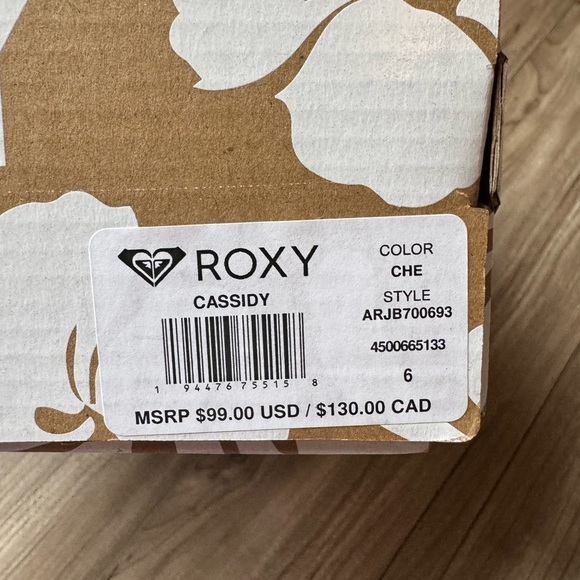 ROXY
CASSIDY
1 94476 75515 8
MSRP $99.00 USD / $130.00 CAD
COLOR
CHE
STYLE
ARJB700693
4500665133
6